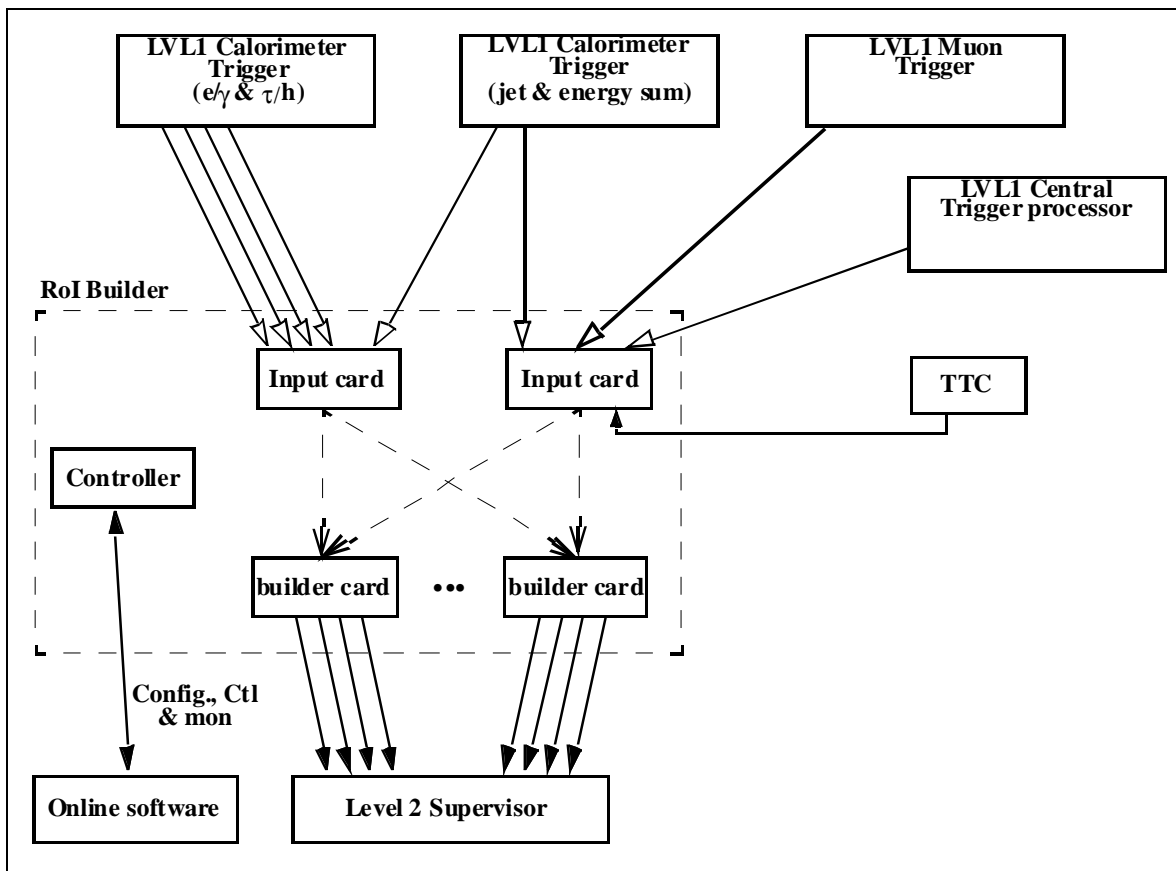 LVL1 Calorimeter
Trigger
(e/γ & τ/h)
LVL1 Calorimeter
Trigger
(jet & energy sum)
LVL1 Muon
Trigger
LVL1 Central
Trigger processor
RoI Builder
Input card
Input card
TTC
Controller
builder card
•••
builder card
Config., Ctl
& mon
Online software
Level 2 Supervisor